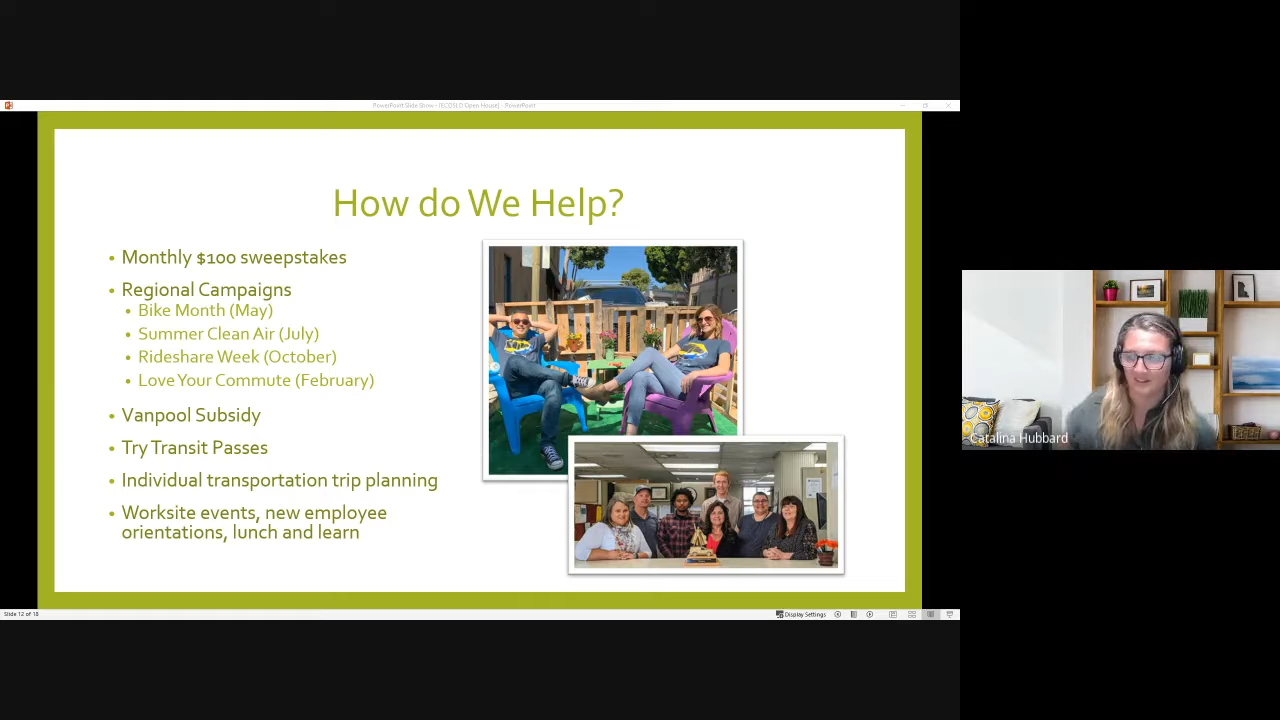 PowerPoint Slide Show - [ECOSLO Open House] - PowerPoint
How do We Help?
• Monthly $100 sweepstakes
• Regional Campaigns
• Bike Month (May)
• Summer Clean Air (July)
• Rideshare Week (October)
• Love Your Commute (February)
• Vanpool Subsidy
• Try Transit Passes
• Individual transportation trip planning
• Worksite events, new employee
orientations, lunch and learn
Catalina Hubbard
Slide 12 of 18
Display Settings